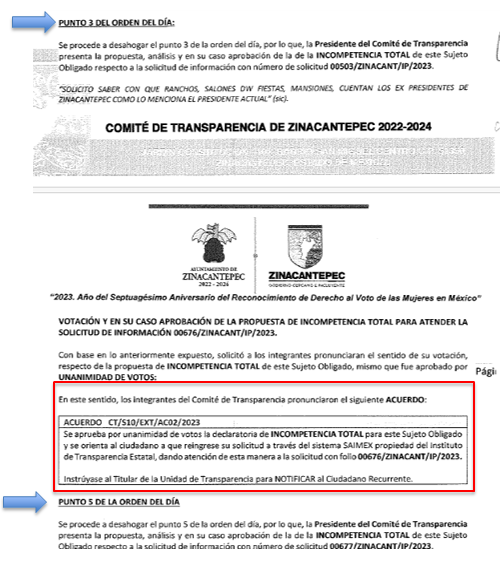 PUNTO 3 DEL ORDEN DEL DÍA:
Se procede a desahogar el punto 3 de la orden del día, por lo que, la Presidente del Comité de Transparencia
presenta la propuesta, análisis y en su caso aprobación de la de la INCOMPETENCIA TOTAL de este Sujeto
Obligado respecto a la solicitud de información con número de solicitud 00503/ZINACANT/IP/2023.
"SOLICITO SABER CON QUE RANCHOS, SALONES DW FIESTAS, MANSIONES, CUENTAN LOS EX PRESIDENTES DE
ZINACANTEPEC COMO LO MENCIONA EL PRESIDENTE ACTUAL" (sic).
COMITÉ DE TRANSPARENCIA DE ZINACANTEPEC 2022-2024
AYUNTAMIENTO DE
ZINACANTEPEC
2022 - 2024
ZINACANTEPEC
"2023. Año del Septuagésimo Aniversario del Reconocimiento de Derecho al Voto de las Mujeres en México"
VOTACIÓN Y EN SU CASO APROBACIÓN DE LA PROPUESTA DE INCOMPETENCIA TOTAL PARA ATENDER LA
SOLICITUD DE INFORMACIÓN 00676/ZINACANT/IP/2023.
Con base en lo anteriormente expuesto, solicitó a los integrantes pronunciaran el sentido de su votación,
respecto de la propuesta de INCOMPETENCIA TOTAL de este Sujeto Obligado, mismo que fue aprobado por
UNANIMIDAD DE VOTOS:
Pági
En este sentido, los integrantes del Comité de Transparencia pronunciaron el siguiente ACUERDO:
ACUERDO CT/S10/EXT/AC02/2023
Se aprueba por unanimidad de votos la declaratoria de INCOMPETENCIA TOTAL para este Sujeto Obligado
y se orienta al ciudadano a que reingrese su solicitud a través del sistema SAIMEX propiedad del Instituto
de Transparencia Estatal, dando atención de esta manera a la solicitud con folio 00676/ZINACANT/IP/2023.
Instrúyase al Titular de la Unidad de Transparencia para NOTIFICAR al Ciudadano Recurrente.
PUNTO 5 DE LA ORDEN DEL DÍA
Se procede a desahogar el punto 5 de la orden del día, por lo que, la Presidente del Comité de Transparencia
presenta la propuesta, análisis y en su caso aprobación de la de la INCOMPETENCIA TOTAL de este Sujeto
Obligado respecto a la solicitud de información con número de solicitud 00677/ZINACANT/IP/2023.